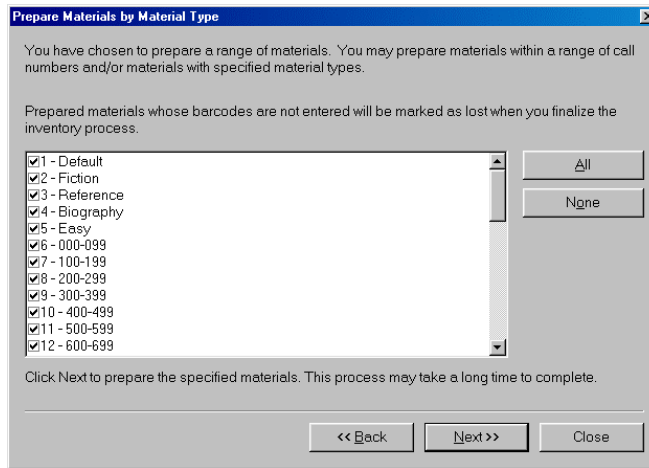 Prepare Materials by Material Type
You have chosen to prepare a range of materials. You may prepare materials within a range of call
numbers and/or materials with specified material types.
Prepared materials whose barcodes are not entered will be marked as lost when you finalize the
inventory process.
1 - Default
2 - Fiction
3 - Reference
4 - Biography
5 - Easy
6 - 000-099
7 - 100-199
8 - 200-299
9 - 300-399
10 - 400-499
11 - 500-599
12 - 600-699
All
None
Click Next to prepare the specified materials. This process may take a long time to complete.
<< Back
Next >>
Close